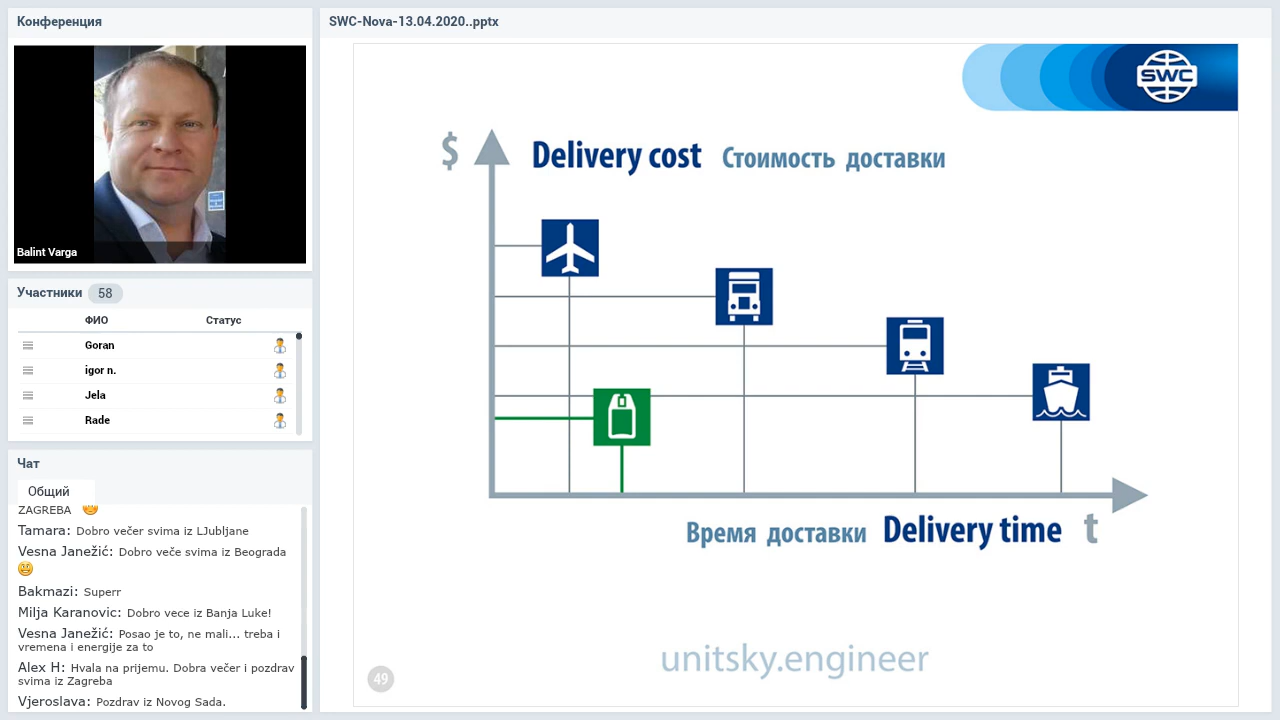 Конференция
Balint Varga
Участники 58
ФИО Статус
Goran
igor n.
Jela
Rade
Чат
Общий
ZAGREBA
Tamara: Dobro večer svima iz LJubljane
Vesna Janežić: Dobro veče svima iz Beograda
Bakmazi: Superr
Milja Karanovic: Dobro vece iz Banja Luke!
Vesna Janežić: Posao je to, ne mali... treba i
vremena i energije za to
Alex H: Hvala na prijemu. Dobra večer i pozdrav
svima iz Zagreba
Vjeroslava: Pozdrav iz Novog Sada.
SWC-Nova-13.04.2020..pptx
SWC
$ Delivery cost Стоимость доставки
Время доставки Delivery time t
unitsky.engineer
49